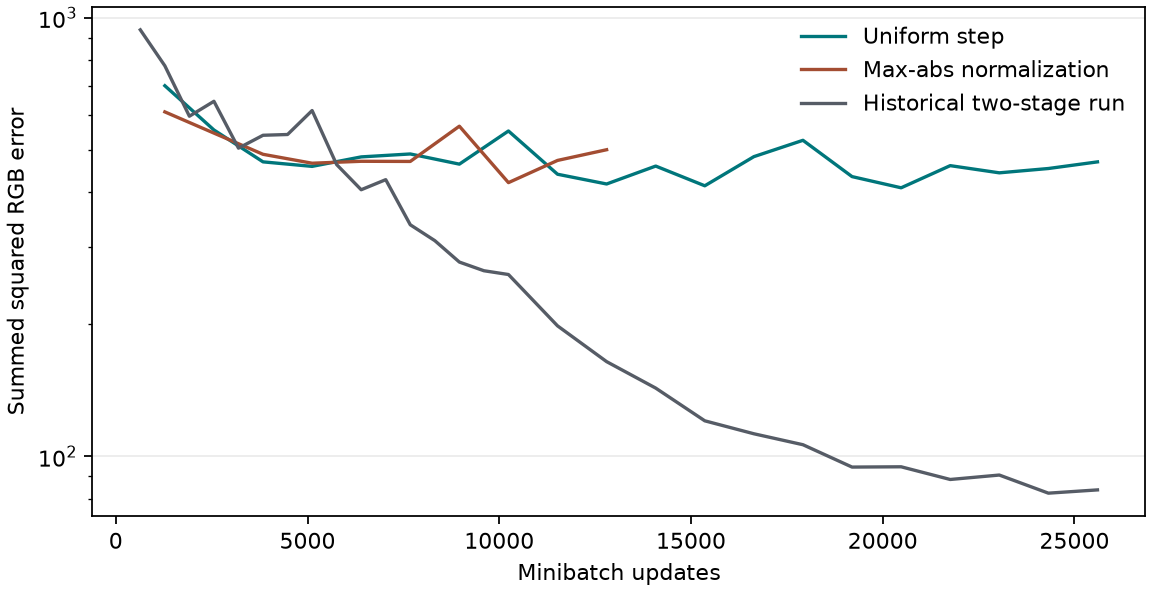 Uniform step
Max-abs normalization
Historical two-stage run
Summed squared RGB error
10³
10²
0 5000 10000 15000 20000 25000
Minibatch updates